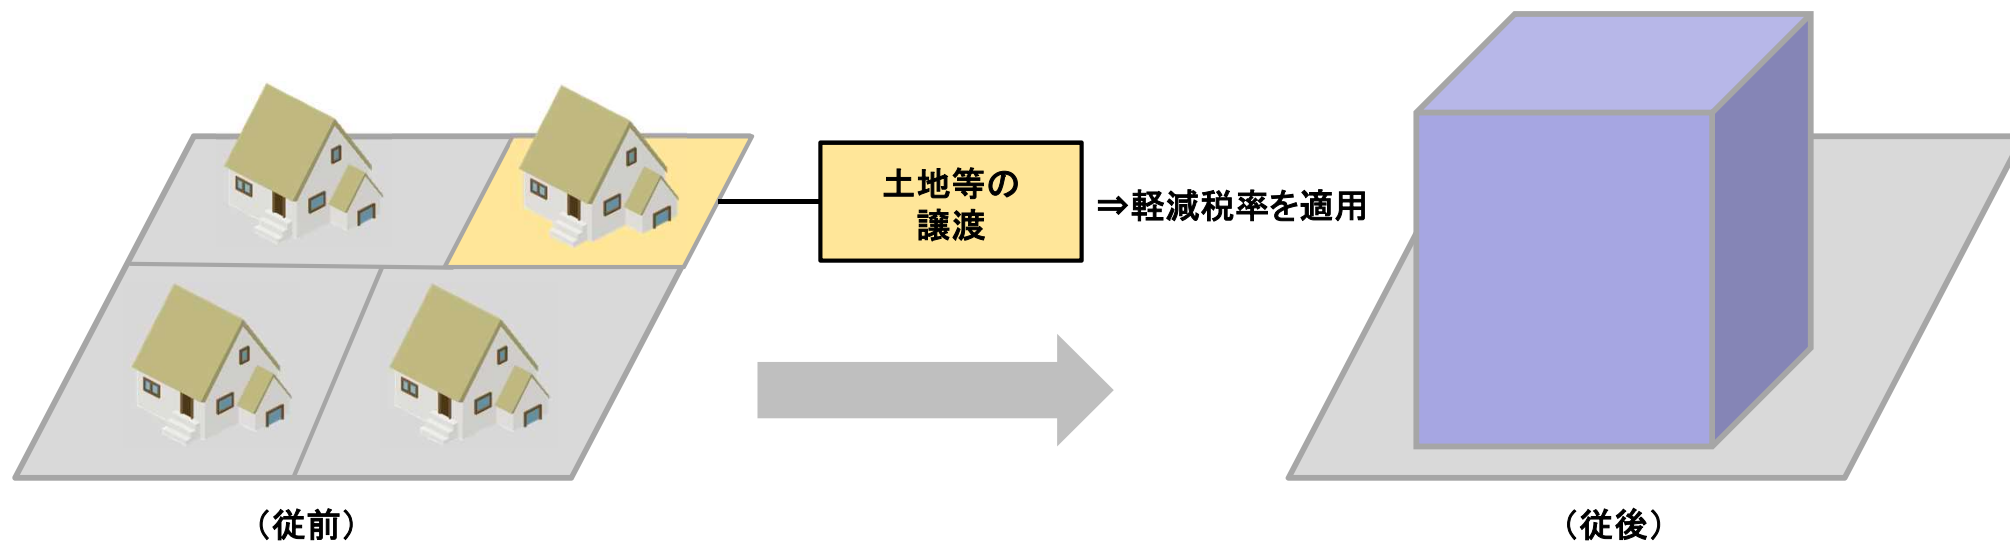 土地等の
譲渡
⇒軽減税率を適用
（従前）
（従後）